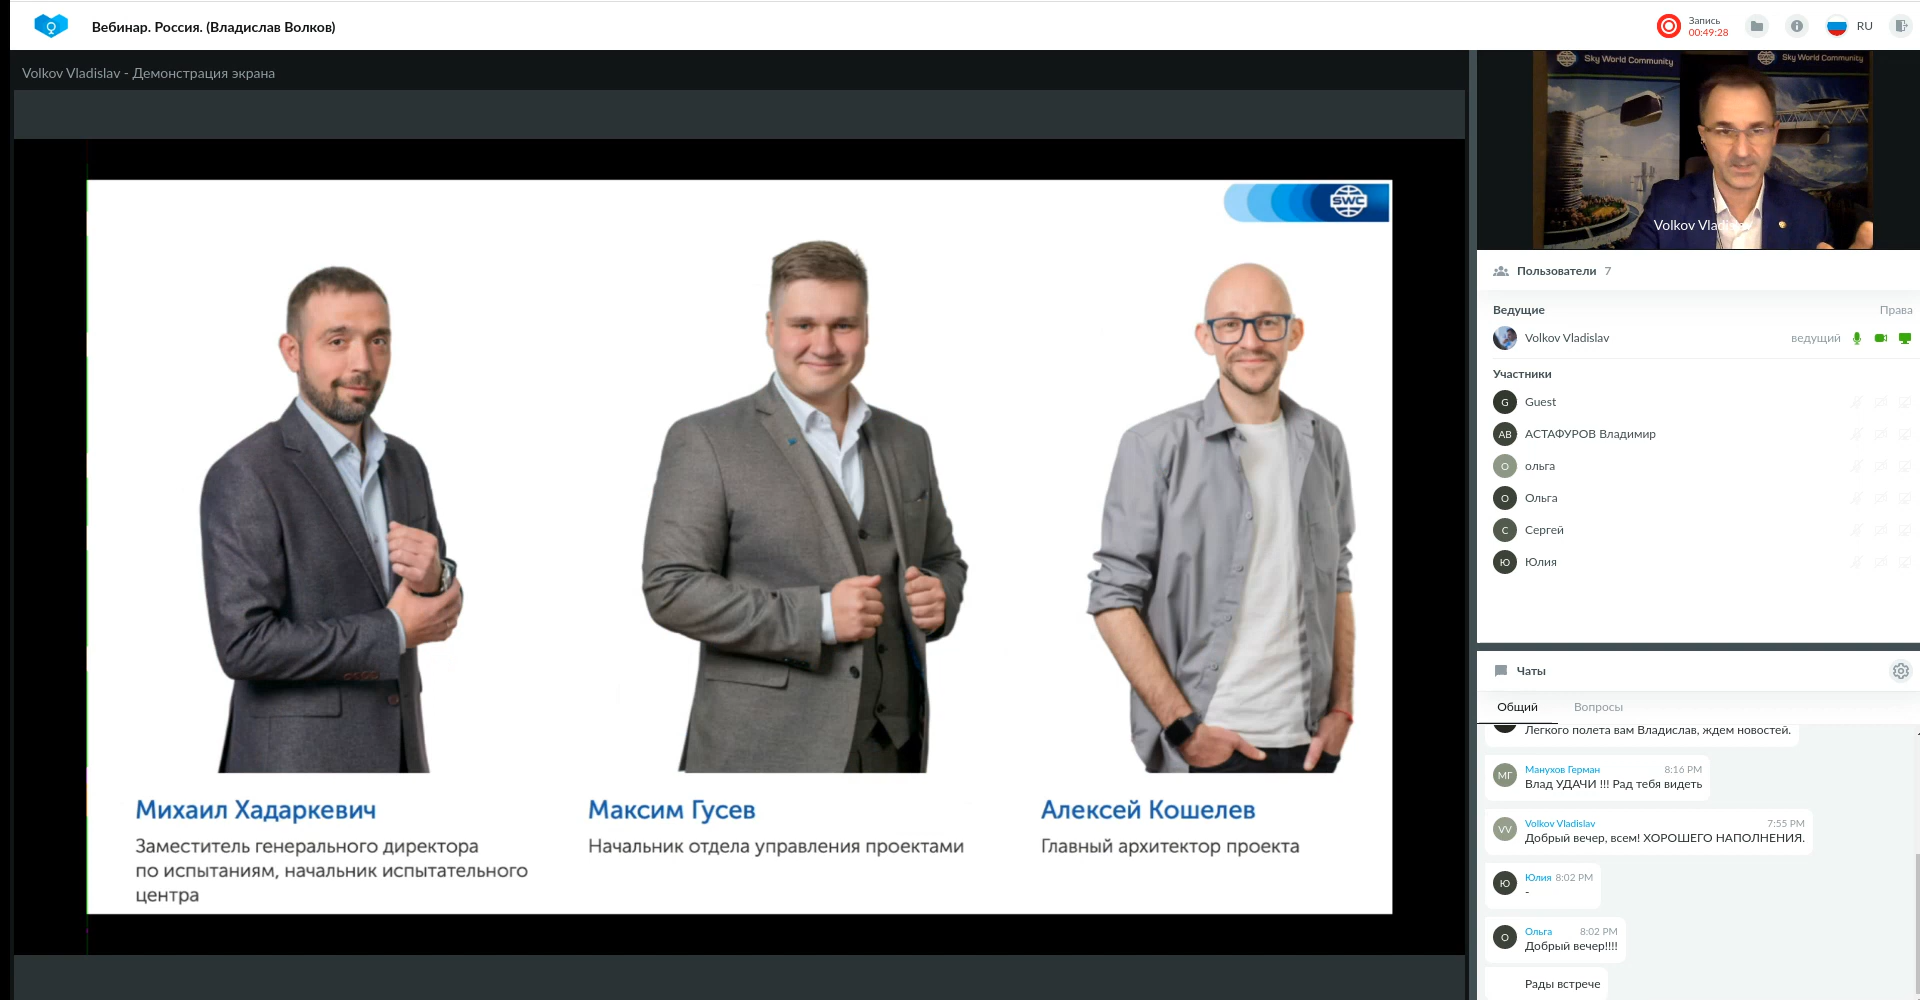 Вебинар. Россия. (Владислав Волков)
Запись
00:49:28
RU
Volkov Vladislav - Демонстрация экрана
SWC
Михаил Хадаркевич
Заместитель генерального директора
по испытаниям, начальник испытательного
центра
Максим Гусев
Начальник отдела управления проектами
Алексей Кошелев
Главный архитектор проекта
Sky World Community
Sky World Community
Volkov Vladislav
Пользователи 7
Ведущие Права
Volkov Vladislav ведущий
Участники
G Guest
АВ АСТАФУРОВ Владимир
О ольга
О Ольга
С Сергей
Ю Юлия
Чаты
Общий Вопросы
Легкого полета вам Владислав, ждем новостей.
МГ Манухов Герман 8:16 PM
Влад УДАЧИ !!! Рад тебя видеть
VV Volkov Vladislav 7:55 PM
Добрый вечер, всем! ХОРОШЕГО НАПОЛНЕНИЯ.
Ю Юлия 8:02 PM
-
О Ольга 8:02 PM
Добрый вечер!!!!
Рады встрече